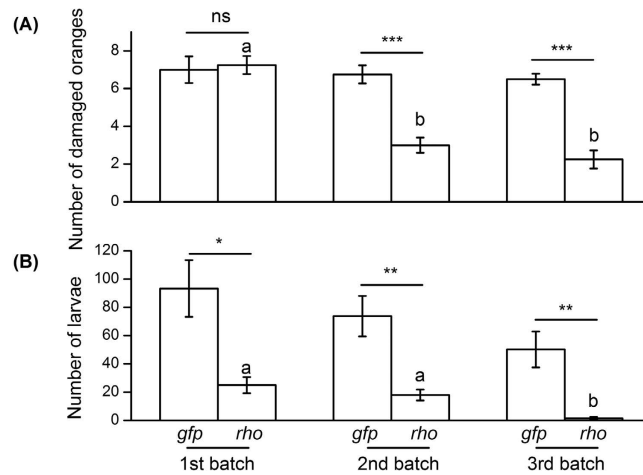 (A)
Number of damaged oranges
8
6
4
2
0
ns
a
***
b
***
b
(B)
Number of larvae
120
100
80
60
40
20
0
*
a
**
a
**
b
gfp rho gfp rho gfp rho
1st batch 2nd batch 3rd batch